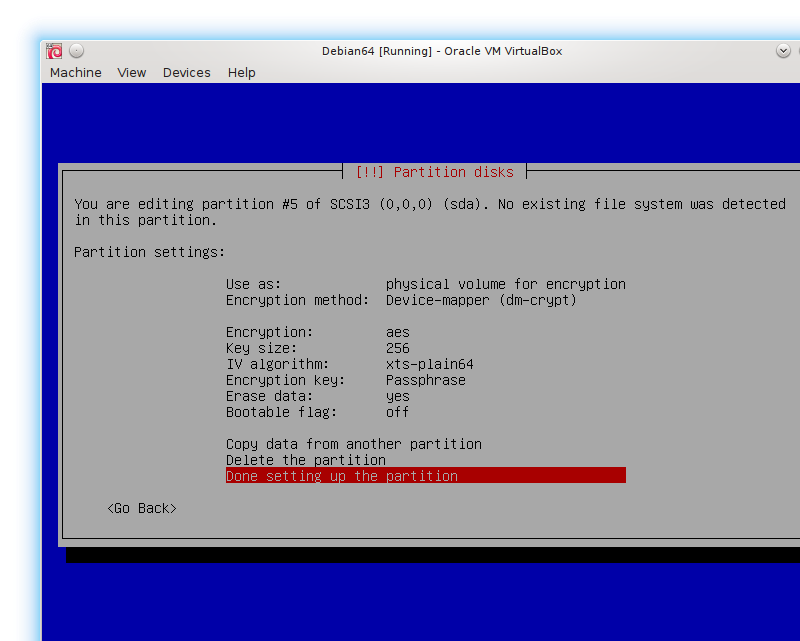 Debian64 [Running] - Oracle VM VirtualBox
Machine View Devices Help
[!!] Partition disks
You are editing partition #5 of SCSI3 (0,0,0) (sda). No existing file system was detected
in this partition.
Partition settings:
Use as: physical volume for encryption
Encryption method: Device-mapper (dm-crypt)
Encryption: aes
Key size: 256
IV algorithm: xts-plain64
Encryption key: Passphrase
Erase data: yes
Bootable flag: off
Copy data from another partition
Delete the partition
Done setting up the partition
<Go Back>